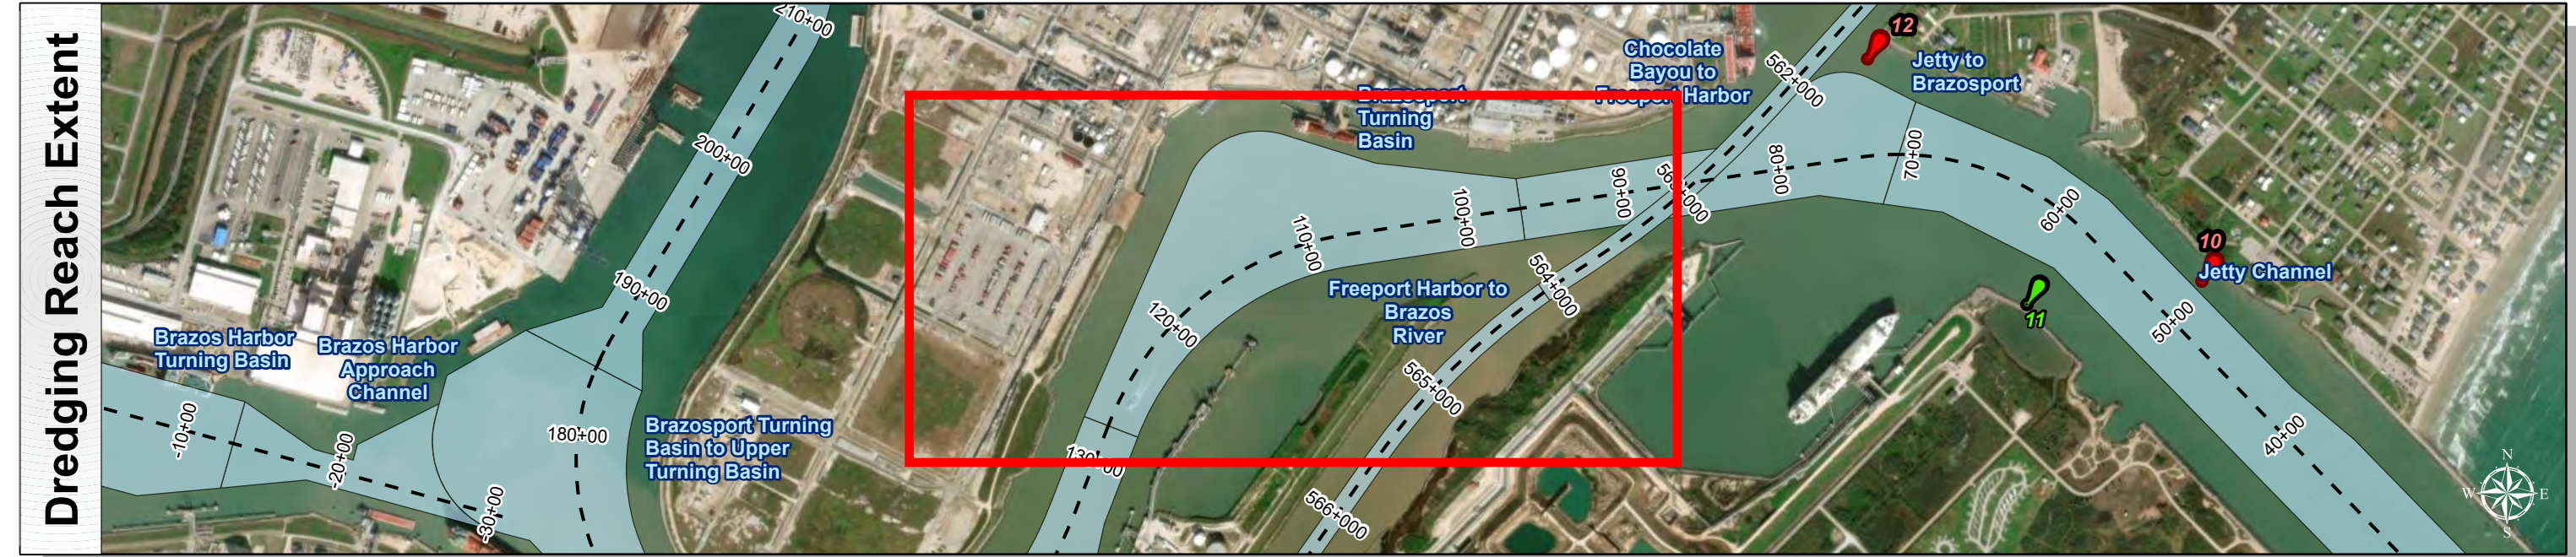 Dredging Reach Extent
210+00
200+00
190+00
180+00
Brazos Harbor
Turning Basin
Brazos Harbor
Approach
Channel
-10+00
-20+00
-30+00
Brazosport Turning
Basin to Upper
Turning Basin
Brazosport
Turning
Basin
Chocolate
Bayou to
Freeport Harbor
562+000
12
Jetty to
Brazosport
70+00
80+00
90+00
100+00
110+00
120+00
130+00
Freeport Harbor to
Brazos
River
564+000
565+000
566+000
60+00
10
Jetty Channel
11
50+00
40+00
N
W
E
S